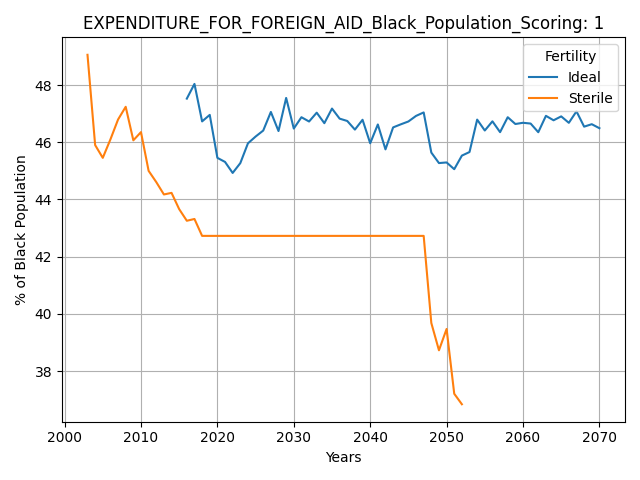 EXPENDITURE_FOR_FOREIGN_AID_Black_Population_Scoring: 1
Fertility
Ideal
Sterile
% of Black Population
48
46
44
42
40
38
2000 2010 2020 2030 2040 2050 2060 2070
Years